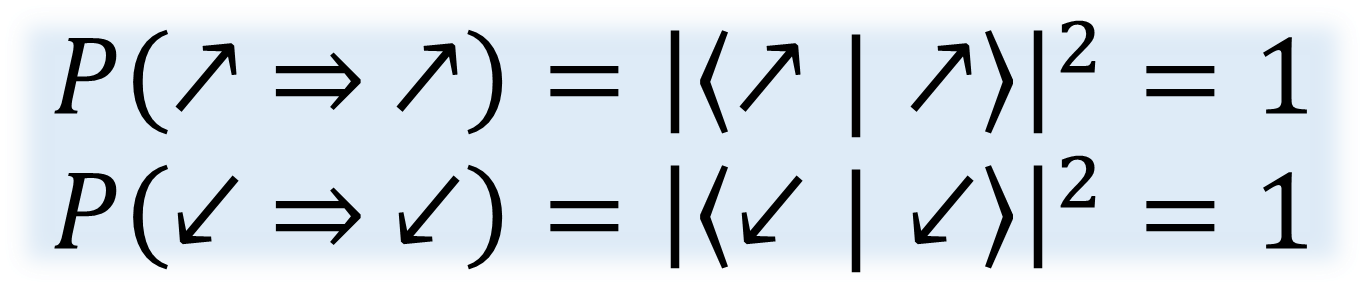 P(↗ ⇒ ↗) = |⟨↗ | ↗⟩|² = 1
P(↙ ⇒ ↙) = |⟨↙ | ↙⟩|² = 1